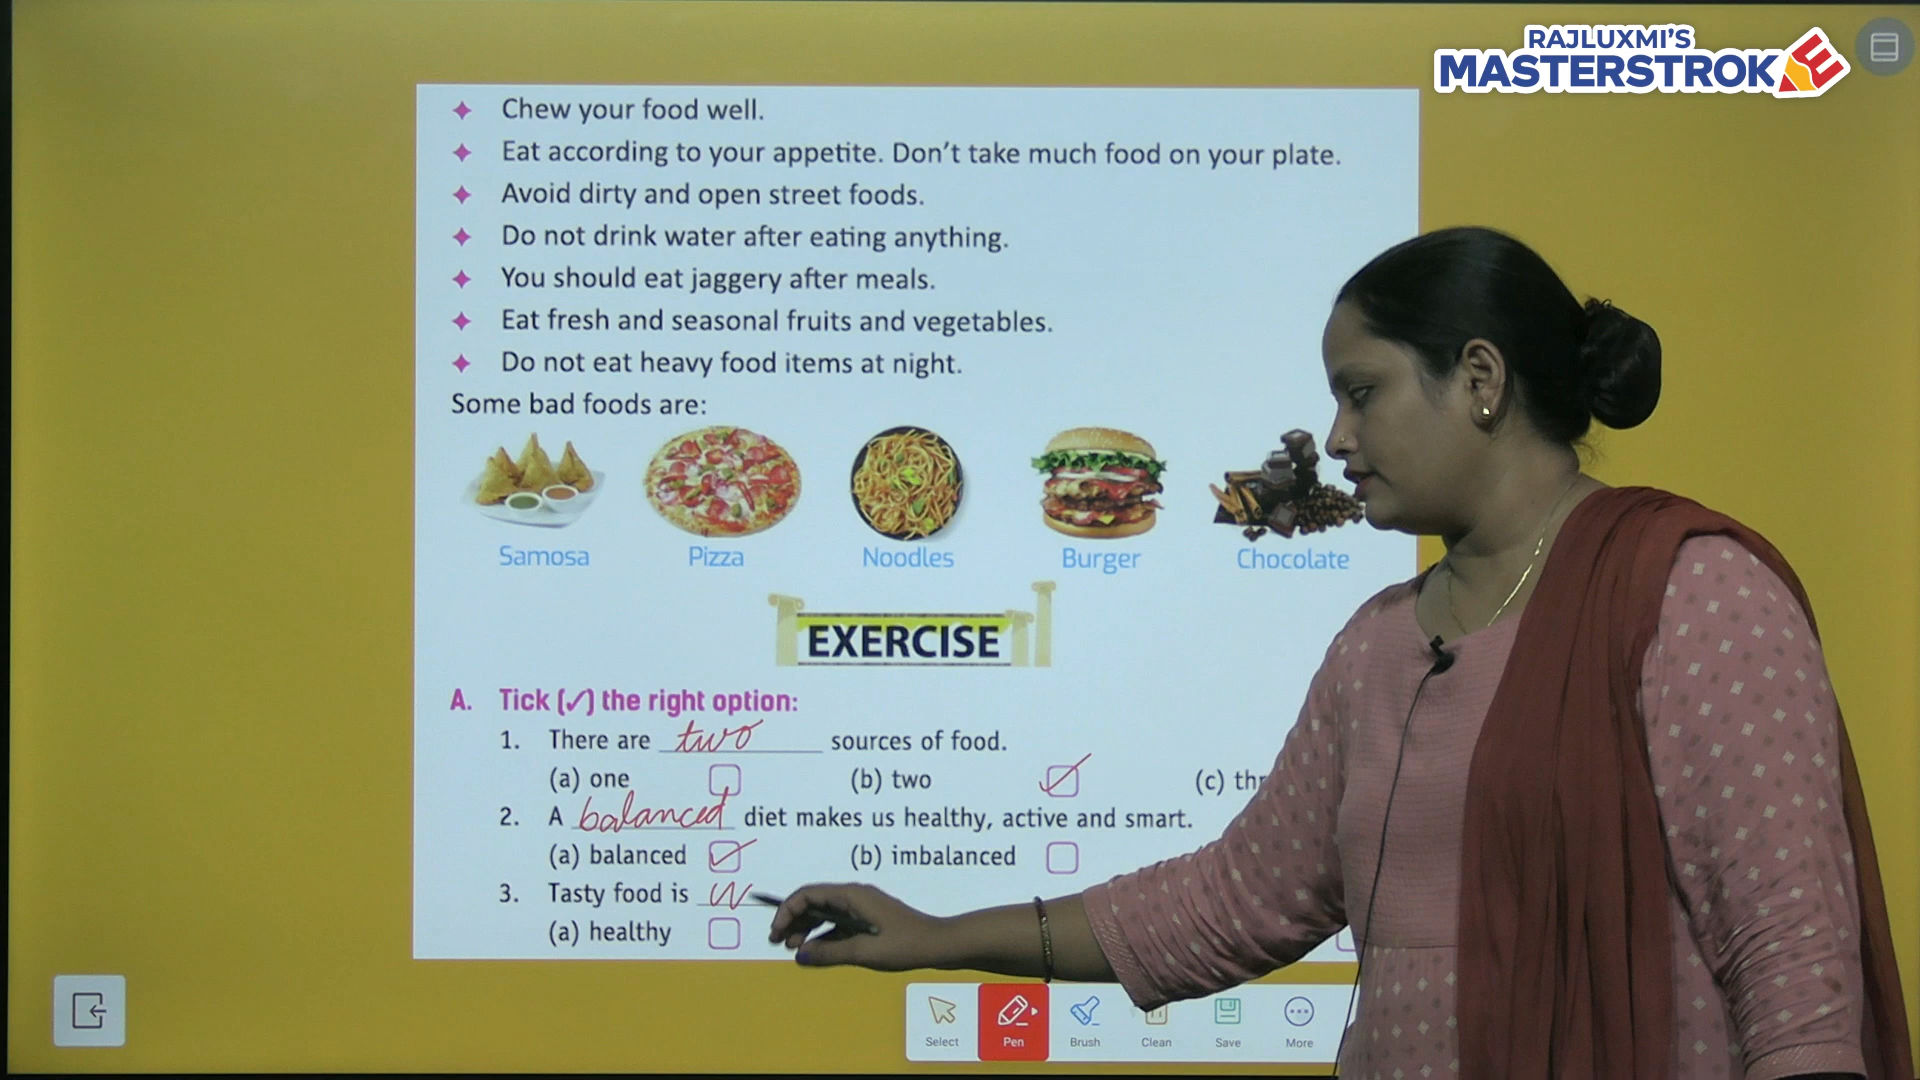 RAJLUXMI'S
MASTERSTROKE
Chew your food well.
Eat according to your appetite. Don't take much food on your plate.
Avoid dirty and open street foods.
Do not drink water after eating anything.
You should eat jaggery after meals.
Eat fresh and seasonal fruits and vegetables.
Do not eat heavy food items at night.
Some bad foods are:
Samosa Pizza Noodles Burger Chocolate
EXERCISE
A. Tick (✓) the right option:
1. There are two sources of food.
(a) one (b) two (c)
2. A balanced diet makes us healthy, active and smart.
(a) balanced (b) imbalanced
3. Tasty food is
(a) healthy
Select Pen Brush Clean Save More